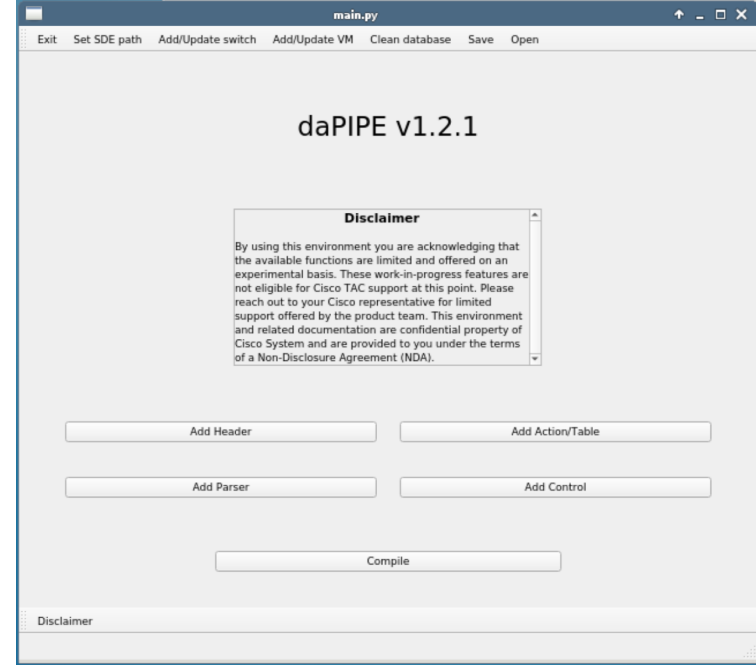 main.py
Exit Set SDE path Add/Update switch Add/Update VM Clean database Save Open
daPIPE v1.2.1
Disclaimer
By using this environment you are acknowledging that
the available functions are limited and offered on an
experimental basis. These work-in-progress features are
not eligible for Cisco TAC support at this point. Please
reach out to your Cisco representative for limited
support offered by the product team. This environment
and related documentation are confidential property of
Cisco System and are provided to you under the terms
of a Non-Disclosure Agreement (NDA).
Add Header Add Action/Table
Add Parser Add Control
Compile
Disclaimer